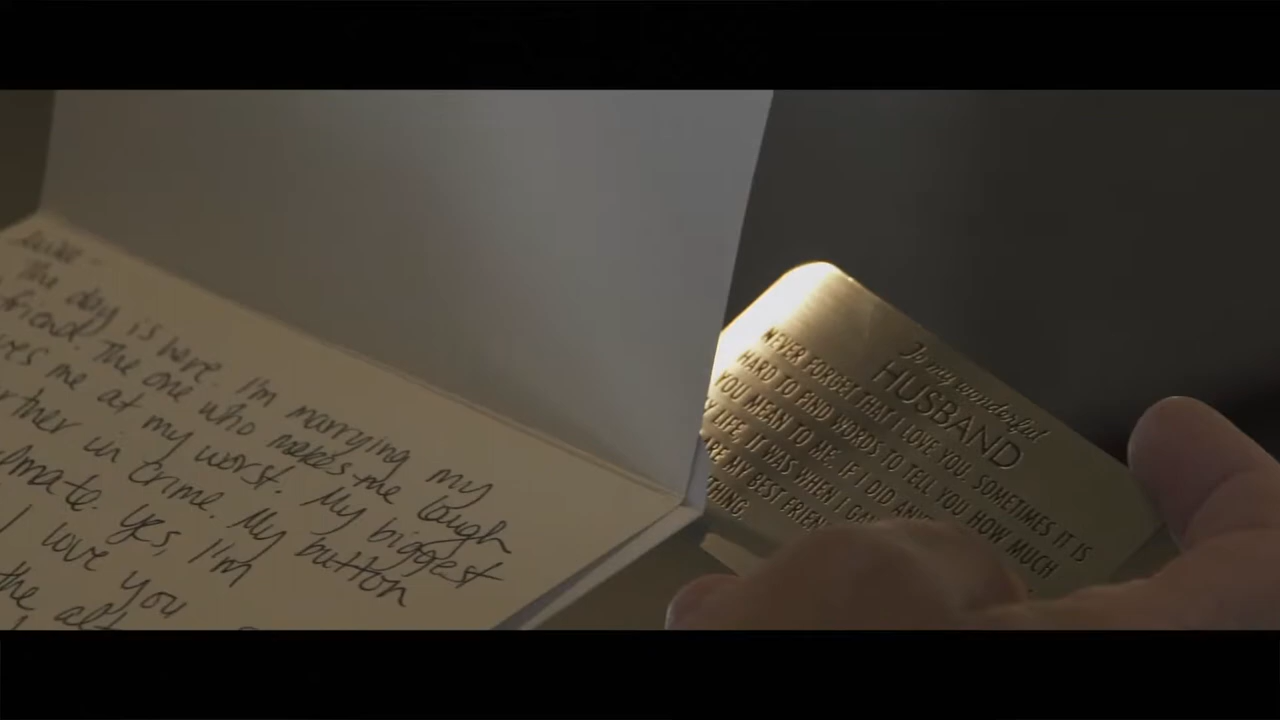 The day is here. I'm marrying my
friend. The one who makes me laugh
me at my worst. My biggest
in crime. My button
Yes, I'm
I love you
the
To my wonderful
HUSBAND
NEVER FORGET THAT I LOVE YOU. SOMETIMES IT IS
HARD TO FIND WORDS TO TELL YOU HOW MUCH
YOU MEAN TO ME. IF I DID
LIFE, IT WAS WHEN I
MY BEST